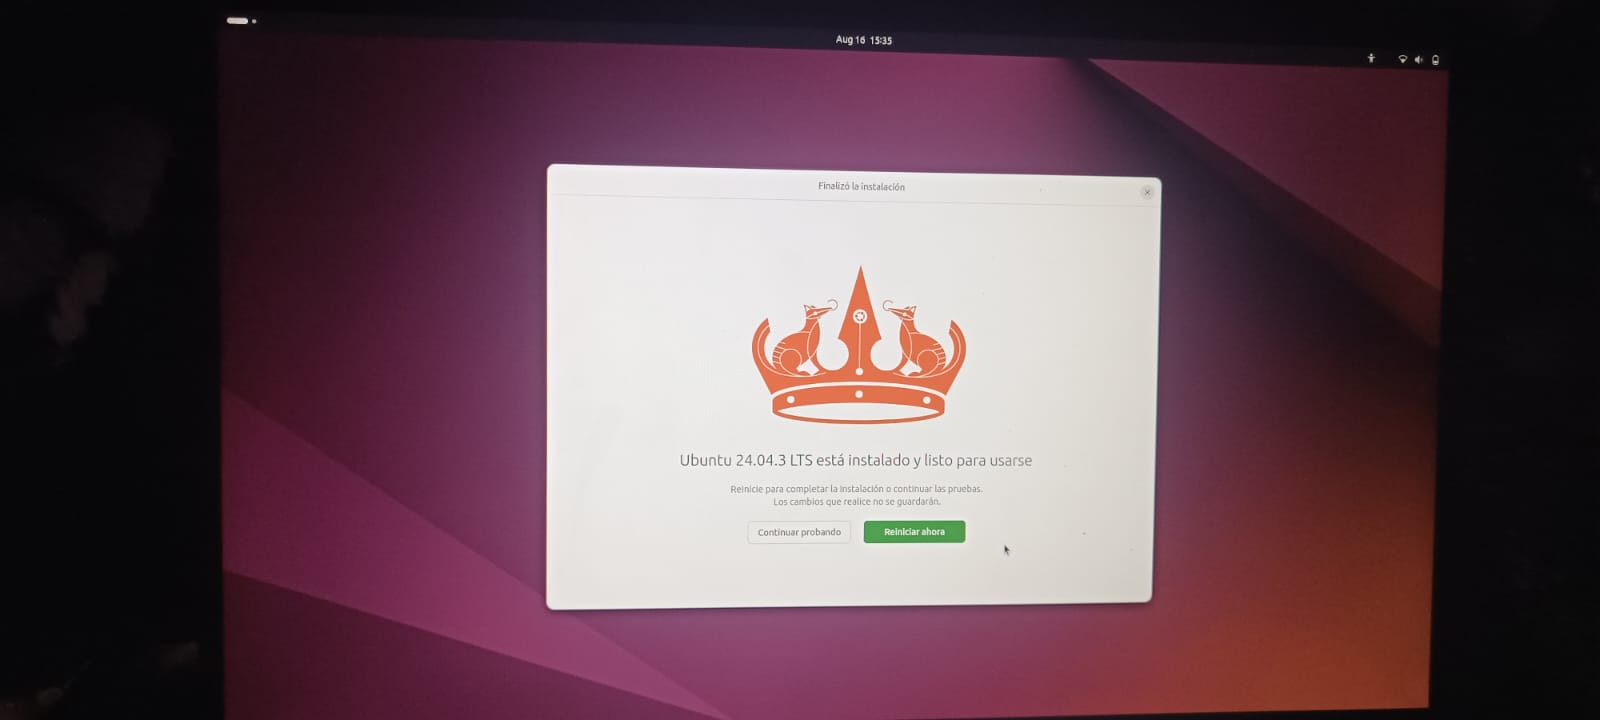 Aug 16 15:35
Finalizó la instalación
Ubuntu 24.04.3 LTS está instalado y listo para usarse
Reinicie para completar la instalación o continuar las pruebas.
Los cambios que realice no se guardarán.
Continuar probando
Reiniciar ahora